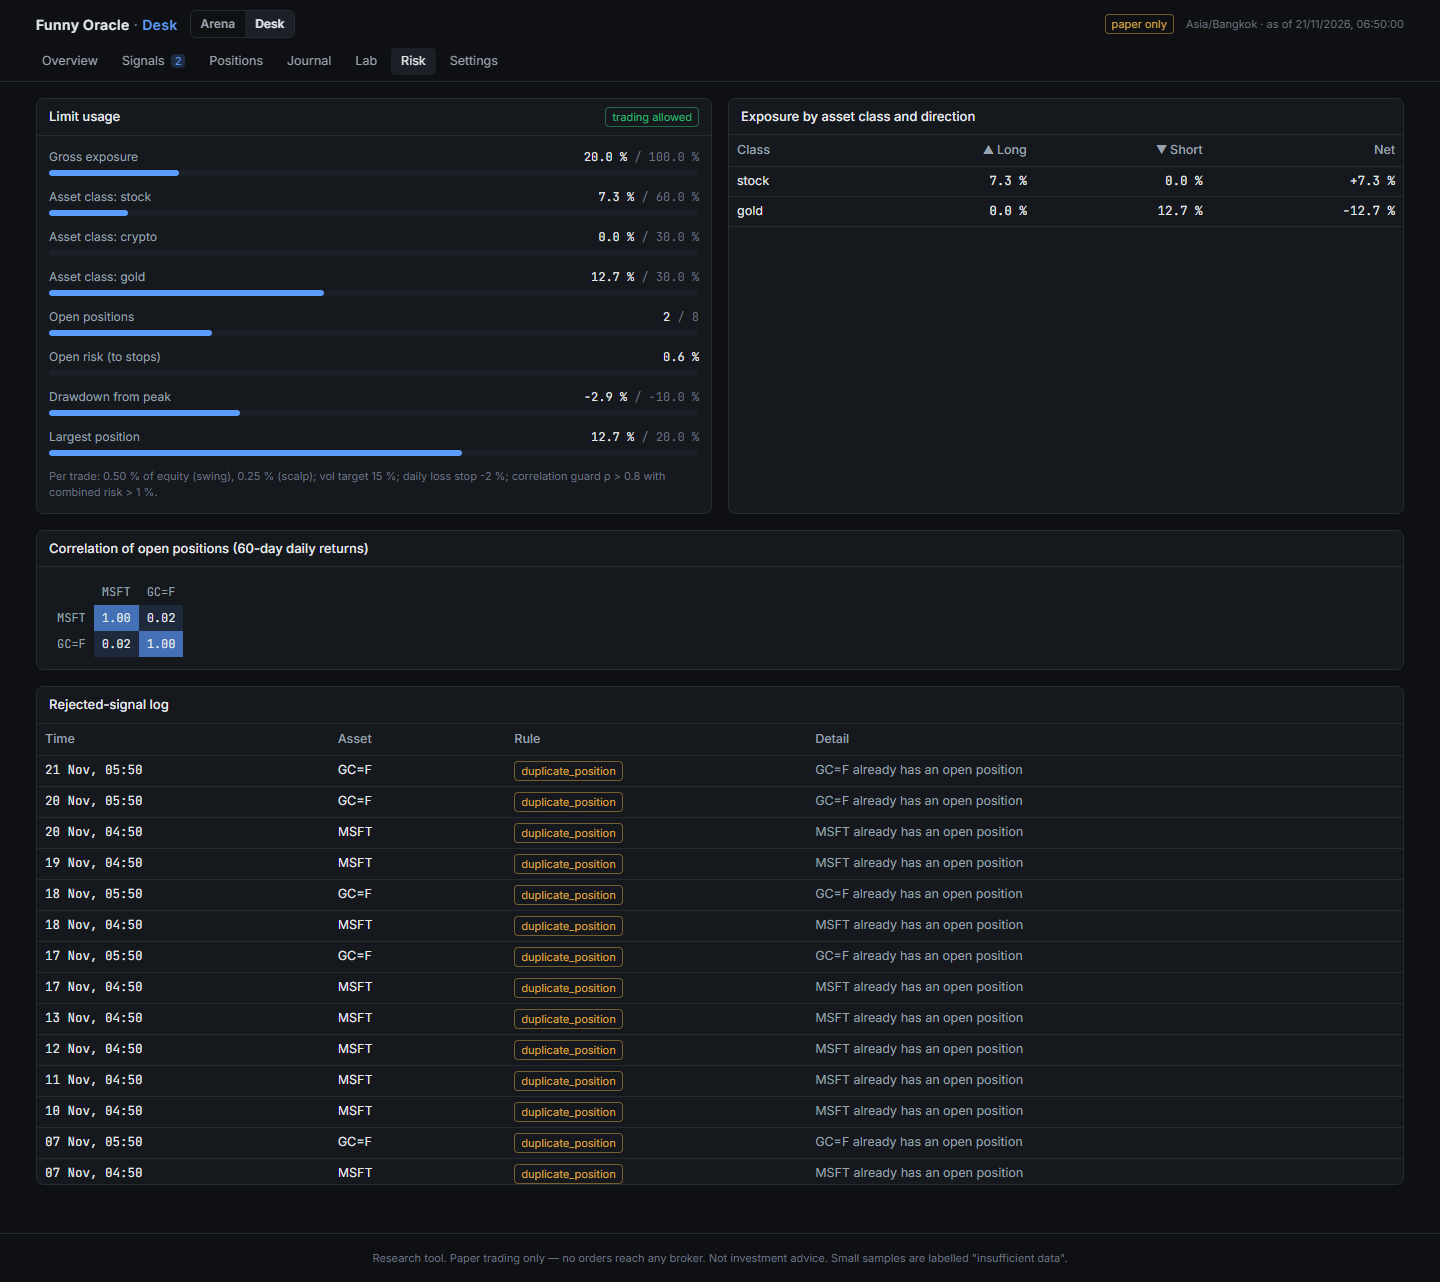 Funny Oracle · Desk
Arena Desk
paper only
Asia/Bangkok · as of 21/11/2026, 06:50:00
Overview Signals 2 Positions Journal Lab Risk Settings
Limit usage
trading allowed
Gross exposure 20.0 % / 100.0 %
Asset class: stock 7.3 % / 60.0 %
Asset class: crypto 0.0 % / 30.0 %
Asset class: gold 12.7 % / 30.0 %
Open positions 2 / 8
Open risk (to stops) 0.6 %
Drawdown from peak -2.9 % / -10.0 %
Largest position 12.7 % / 20.0 %
Per trade: 0.50 % of equity (swing), 0.25 % (scalp); vol target 15 %; daily loss stop -2 %; correlation guard ρ > 0.8 with
combined risk > 1 %.
Exposure by asset class and direction
Class ▲ Long ▼ Short Net
stock 7.3 % 0.0 % +7.3 %
gold 0.0 % 12.7 % -12.7 %
Correlation of open positions (60-day daily returns)
MSFT GC=F
MSFT 1.00 0.02
GC=F 0.02 1.00
Rejected-signal log
Time Asset Rule Detail
21 Nov, 05:50 GC=F duplicate_position GC=F already has an open position
20 Nov, 05:50 GC=F duplicate_position GC=F already has an open position
20 Nov, 04:50 MSFT duplicate_position MSFT already has an open position
19 Nov, 04:50 MSFT duplicate_position MSFT already has an open position
18 Nov, 05:50 GC=F duplicate_position GC=F already has an open position
18 Nov, 04:50 MSFT duplicate_position MSFT already has an open position
17 Nov, 05:50 GC=F duplicate_position GC=F already has an open position
17 Nov, 04:50 MSFT duplicate_position MSFT already has an open position
13 Nov, 04:50 MSFT duplicate_position MSFT already has an open position
12 Nov, 04:50 MSFT duplicate_position MSFT already has an open position
11 Nov, 04:50 MSFT duplicate_position MSFT already has an open position
10 Nov, 04:50 MSFT duplicate_position MSFT already has an open position
07 Nov, 05:50 GC=F duplicate_position GC=F already has an open position
07 Nov, 04:50 MSFT duplicate_position MSFT already has an open position
Research tool. Paper trading only — no orders reach any broker. Not investment advice. Small samples are labelled "insufficient data".